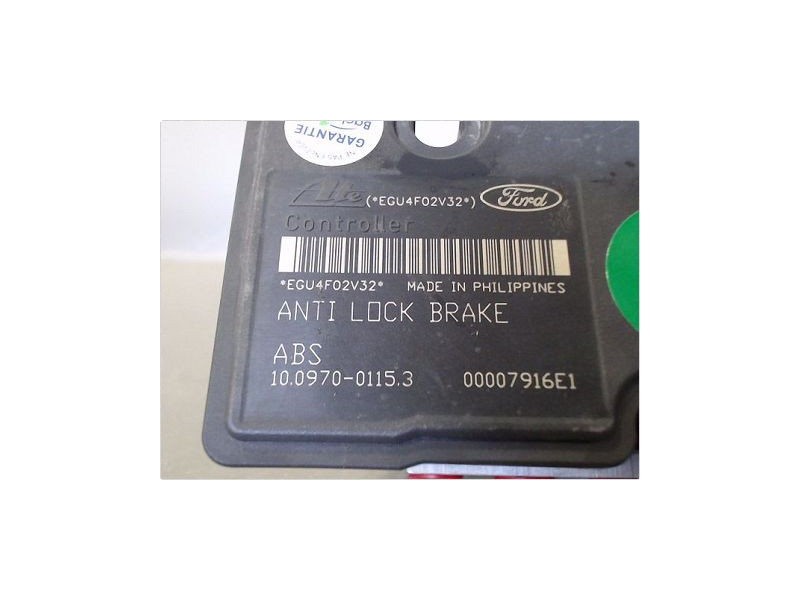 GARANTIE
Ate (*EGU4F02V32*) Ford
Controller
*EGU4F02V32* MADE IN PHILIPPINES
ANTI LOCK BRAKE
ABS
10.0970-0115.3 00007916E1